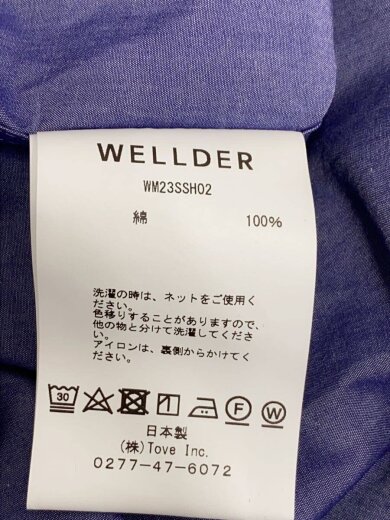 WELLDER
WM23SSH02
綿 100%
洗濯の時は、ネットをご使用く
ださい。
色移りすることがありますので、
他の物と分けて洗濯してくださ
い。
アイロンは、裏側からかけてく
ださい。
30 F W
日本製
(株)Tove Inc.
0277-47-6072